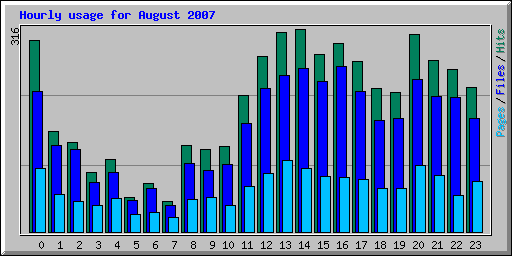 Hourly usage for August 2007
316
Pages / Files / Hits
0 1 2 3 4 5 6 7 8 9 10 11 12 13 14 15 16 17 18 19 20 21 22 23